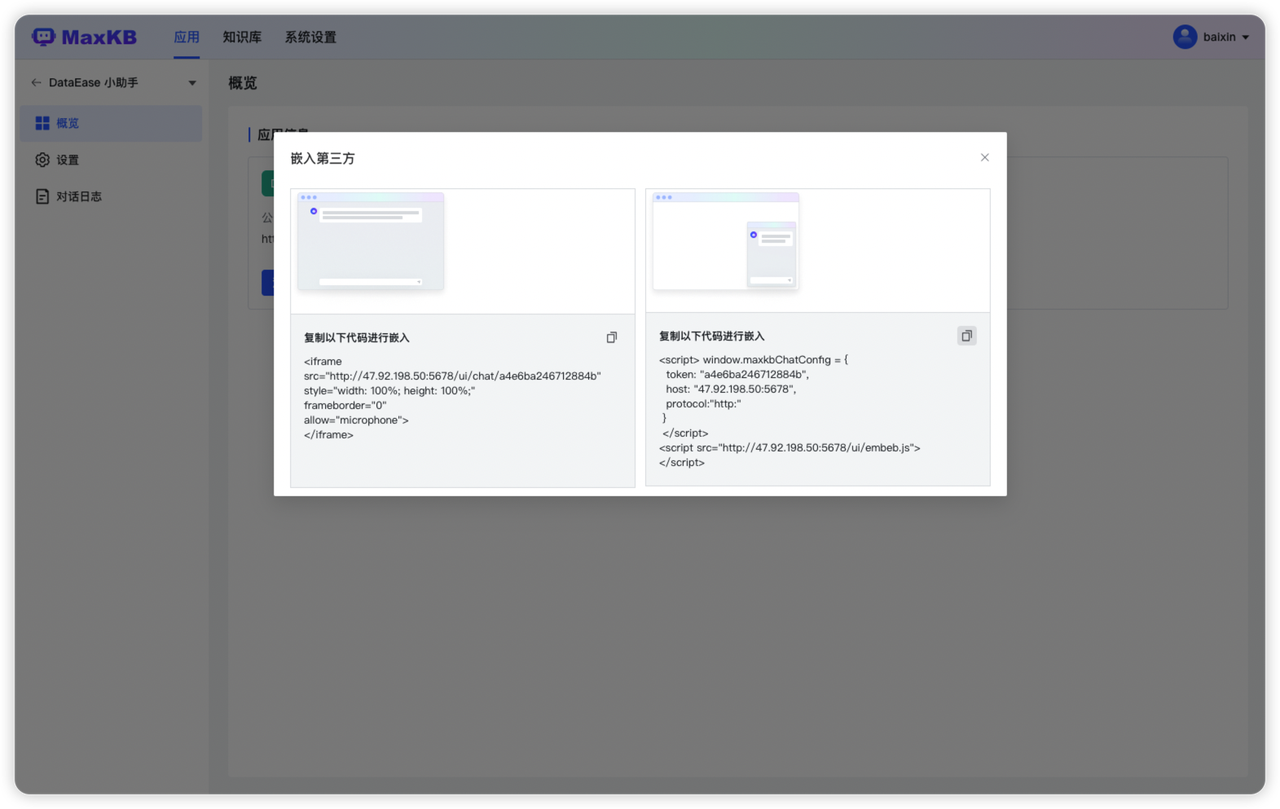 MaxKB
应用
知识库
系统设置
baixin
DataEase 小助手
概览
设置
对话日志
概览
应用信息
公
htt
嵌入第三方
复制以下代码进行嵌入
<iframe
src="http://47.92.198.50:5678/ui/chat/a4e6ba246712884b"
style="width: 100%; height: 100%;"
frameborder="0"
allow="microphone">
</iframe>
复制以下代码进行嵌入
<script> window.maxkbChatConfig = {
token: "a4e6ba246712884b",
host: "47.92.198.50:5678",
protocol:"http:"
}
</script>
<script src="http://47.92.198.50:5678/ui/embeb.js">
</script>